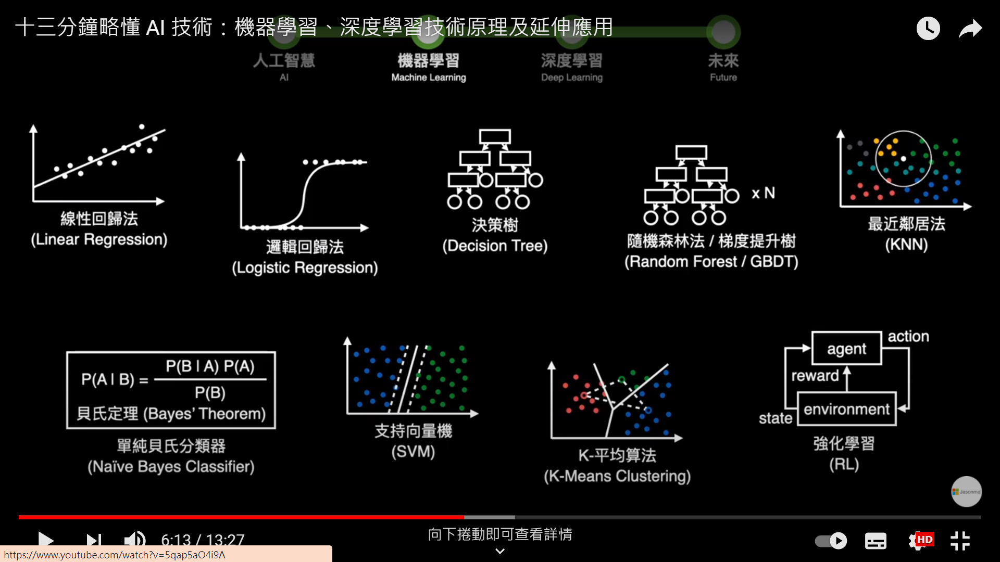 十三分鐘略懂 AI 技術：機器學習、深度學習技術原理及延伸應用
人工智慧
AI
機器學習
Machine Learning
深度學習
Deep Learning
未來
Future
線性回歸法
(Linear Regression)
邏輯回歸法
(Logistic Regression)
決策樹
(Decision Tree)
x N
隨機森林法 / 梯度提升樹
(Random Forest / GBDT)
最近鄰居法
(KNN)
P(A | B) = P(B | A) P(A)
P(B)
貝氏定理 (Bayes’ Theorem)
單純貝氏分類器
(Naïve Bayes Classifier)
支持向量機
(SVM)
K-平均算法
(K-Means Clustering)
action
agent
reward
environment
state
強化學習
(RL)
Jasonmel
6:13 / 13:27
向下捲動即可查看詳情
HD
https://www.youtube.com/watch?v=5qap5aO4i9A